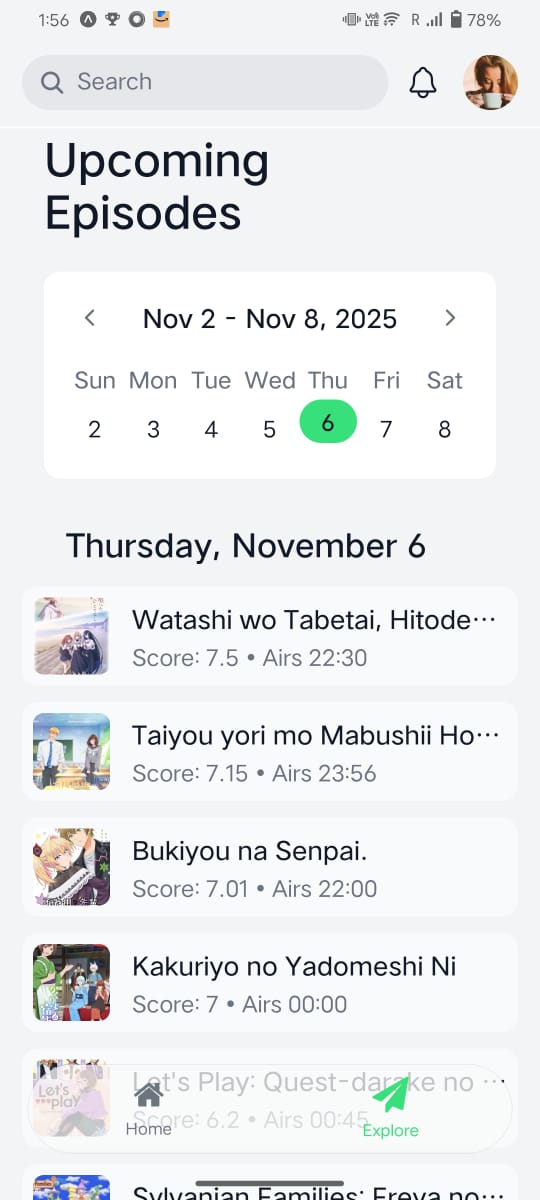 1:56
Vo)
LTE
R
78%
Search
Upcoming
Episodes
Nov 2 - Nov 8, 2025
Sun Mon Tue Wed Thu Fri Sat
2 3 4 5 6 7 8
Thursday, November 6
Watashi wo Tabetai, Hitode···
Score: 7.5 • Airs 22:30
Taiyou yori mo Mabushii Ho···
Score: 7.15 • Airs 23:56
Bukiyou na Senpai.
Score: 7.01 • Airs 22:00
Kakuriyo no Yadomeshi Ni
Score: 7 • Airs 00:00
Let's
play
Let's Play: Quest-darake no ···
Score: 6.2 • Airs 00:45
Home
Explore
Sylvanian Families: Freya no···